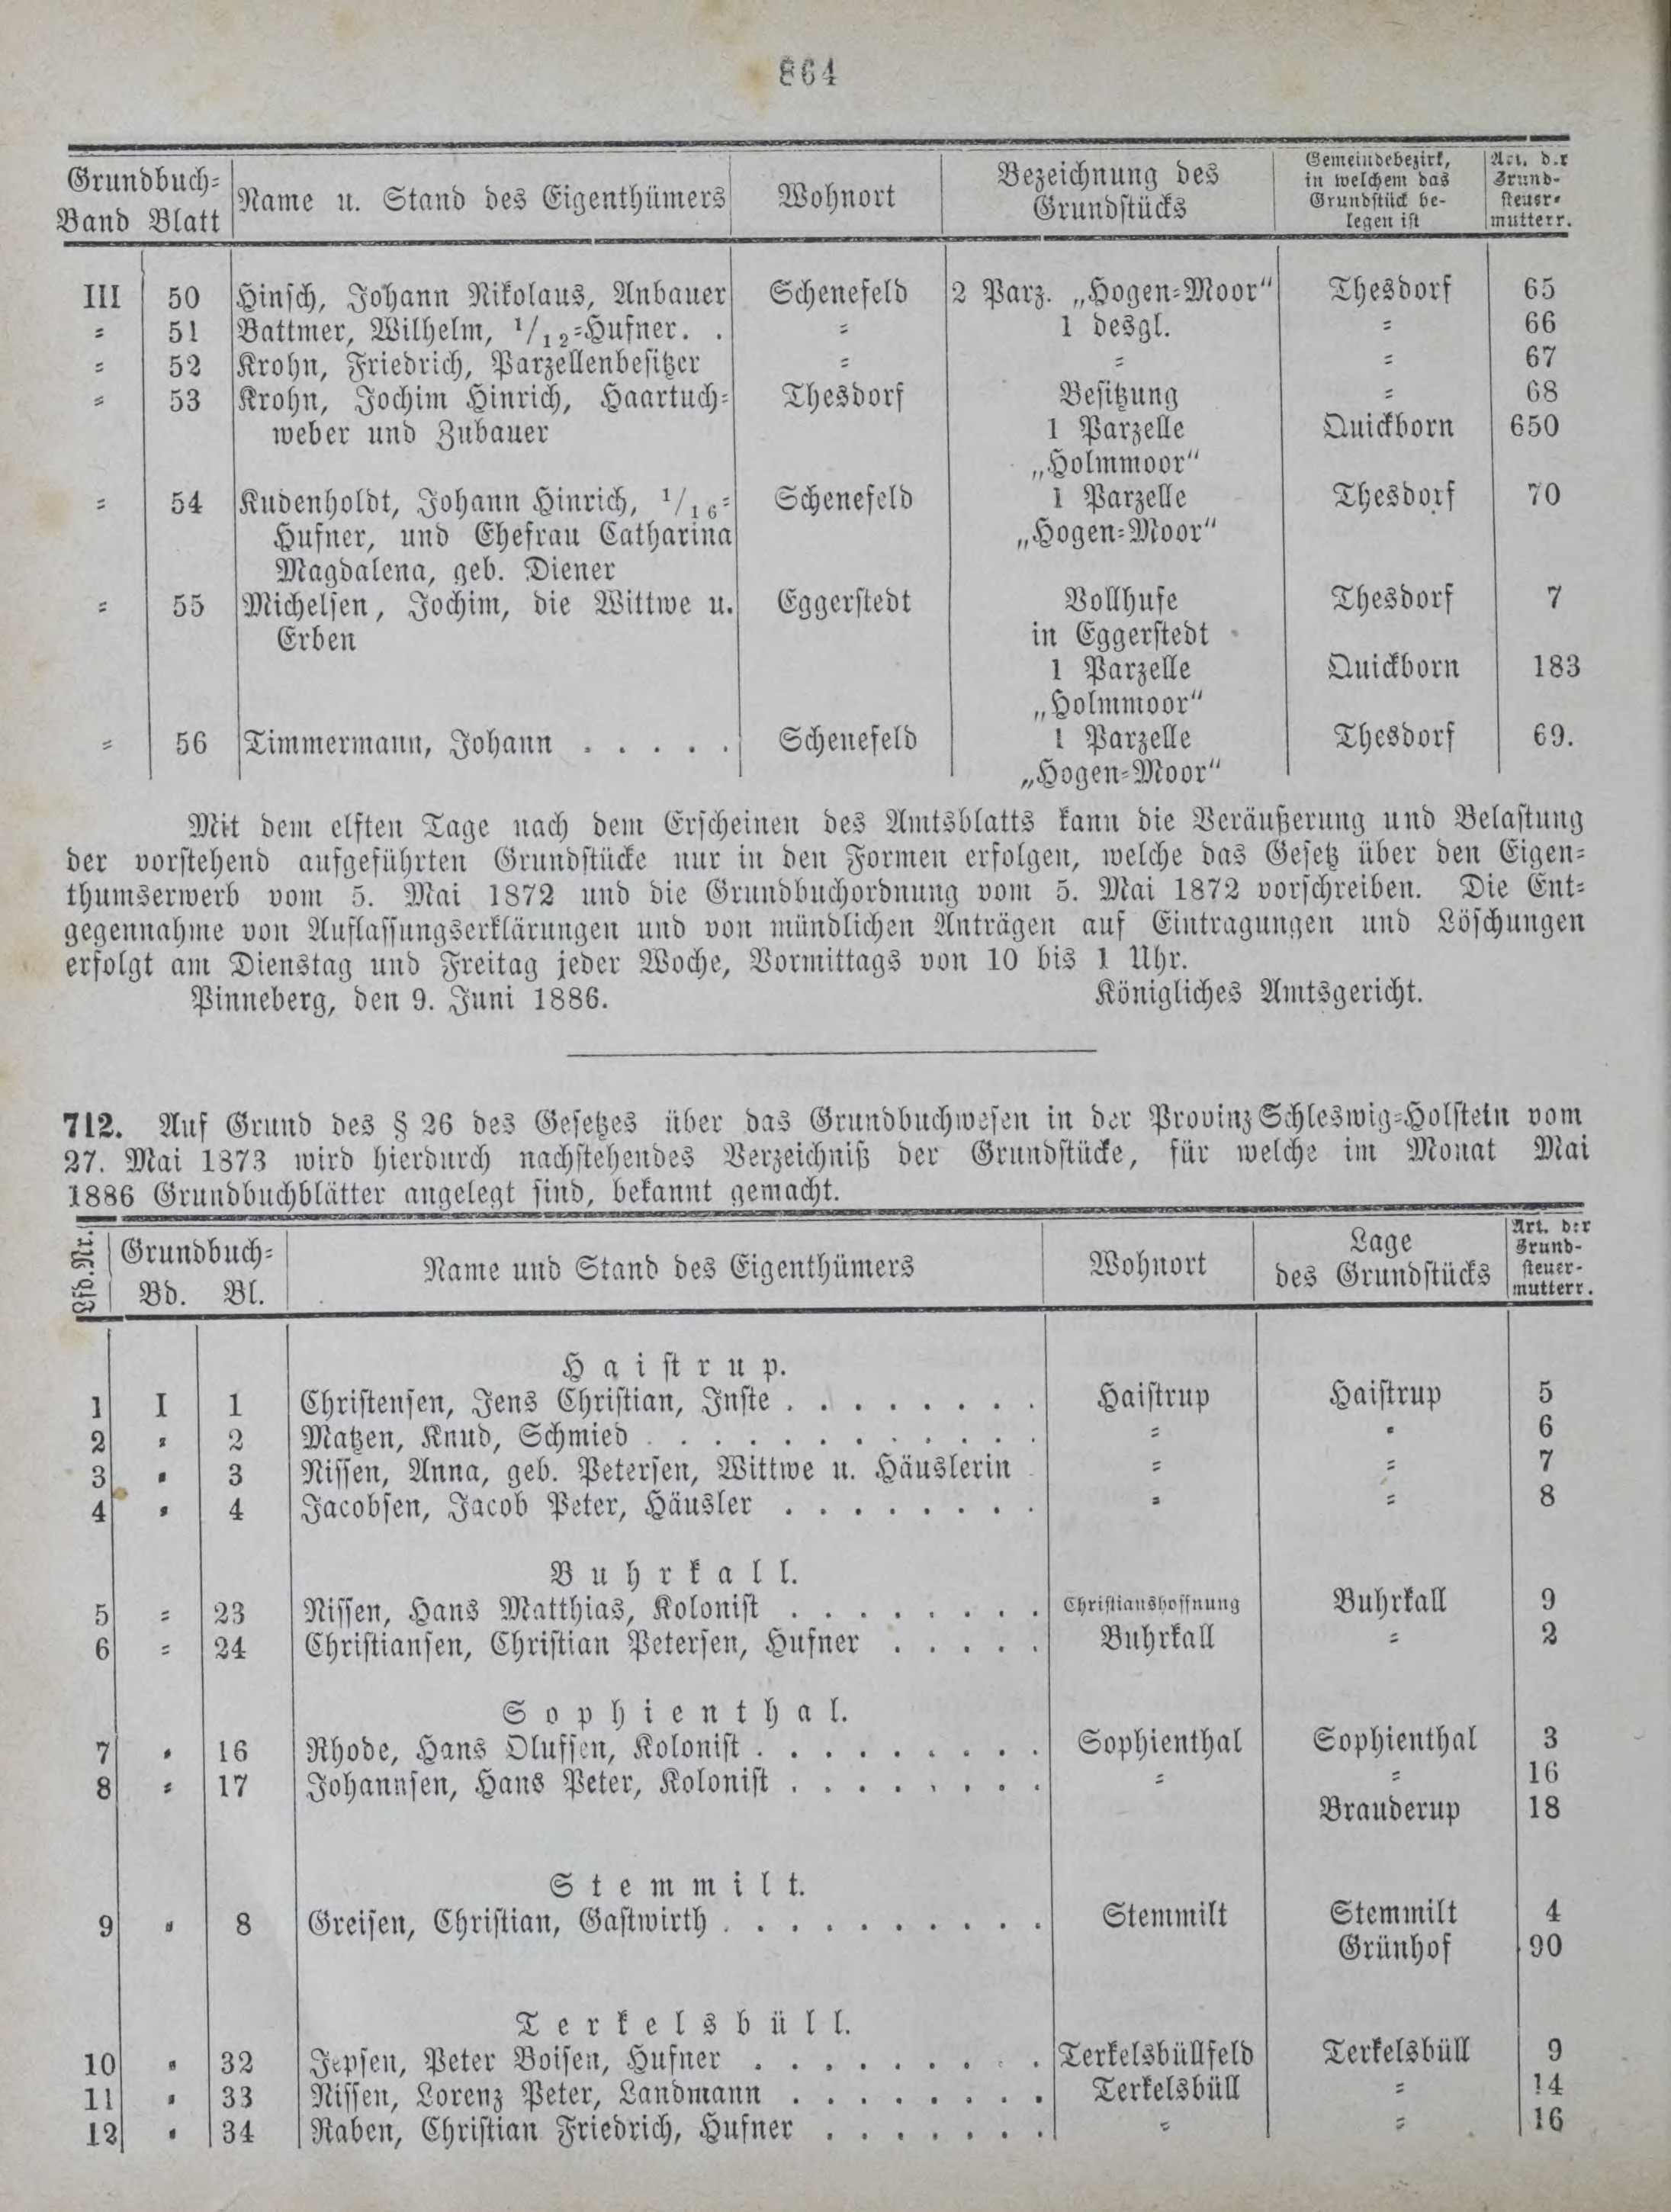 864
Grundbuch= Name u. Stand des Eigenthümers Wohnort Bezeichnung des Grundstücks Gemeindebezirk, in welchem das Grundstück be- legen ist Art. d.r Grund- steuer- mutterr.
Band Blatt
III 50 Hinsch, Johann Nikolaus, Anbauer Schenefeld 2 Parz. „Hogen=Moor“ Thesdorf 65
= 51 Battmer, Wilhelm, 1/12=Hufner. . = 1 desgl. = 66
= 52 Krohn, Friedrich, Parzellenbesitzer = = = 67
= 53 Krohn, Jochim Hinrich, Haartuch= Thesdorf Besitzung = 68
weber und Zubauer 1 Parzelle Quickborn 650
„Holmmoor“
= 54 Kudenholdt, Johann Hinrich, 1/16= Schenefeld 1 Parzelle Thesdorf 70
Hufner, und Ehefrau Catharina „Hogen=Moor“
Magdalena, geb. Diener
= 55 Michelsen, Jochim, die Wittwe u. Eggerstedt Vollhufe Thesdorf 7
Erben in Eggerstedt
1 Parzelle Quickborn 183
„Holmmoor“
= 56 Timmermann, Johann . . . . . Schenefeld 1 Parzelle Thesdorf 69.
„Hogen=Moor“
Mit dem elften Tage nach dem Erscheinen des Amtsblatts kann die Veräußerung und Belastung
der vorstehend aufgeführten Grundstücke nur in den Formen erfolgen, welche das Gesetz über den Eigen=
thumserwerb vom 5. Mai 1872 und die Grundbuchordnung vom 5. Mai 1872 vorschreiben. Die Ent=
gegennahme von Auflassungserklärungen und von mündlichen Anträgen auf Eintragungen und Löschungen
erfolgt am Dienstag und Freitag jeder Woche, Vormittags von 10 bis 1 Uhr.
Pinneberg, den 9. Juni 1886. Königliches Amtsgericht.
712. Auf Grund des § 26 des Gesetzes über das Grundbuchwesen in der Provinz Schleswig=Holstein vom
27. Mai 1873 wird hierdurch nachstehendes Verzeichniß der Grundstücke, für welche im Monat Mai
1886 Grundbuchblätter angelegt sind, bekannt gemacht.
Lfd. Nr. Grundbuch= Name und Stand des Eigenthümers Wohnort Lage des Grundstücks Art. der Grund- steuer- mutterr.
Bd. Bl.
Haistrup.
1 I 1 Christensen, Jens Christian, Inste . . . . . . . . Haistrup Haistrup 5
2 = 2 Matzen, Knud, Schmied . . . . . . . . . . . . = = 6
3 = 3 Nissen, Anna, geb. Petersen, Wittwe u. Häuslerin = = 7
4 = 4 Jacobsen, Jacob Peter, Häusler . . . . . . . . = = 8
Buhrkall.
5 = 23 Nissen, Hans Matthias, Kolonist . . . . . . . . Christianshoffnung Buhrkall 9
6 = 24 Christiansen, Christian Petersen, Hufner . . . . . Buhrkall = 2
Sophienthal.
7 = 16 Rhode, Hans Olufsen, Kolonist . . . . . . . . . Sophienthal Sophienthal 3
8 = 17 Johannsen, Hans Peter, Kolonist . . . . . . . . = = 16
Brauderup 18
Stemmilt.
9 = 8 Greisen, Christian, Gastwirth . . . . . . . . . . Stemmilt Stemmilt 4
Grünhof 90
Terkelsbüll.
10 = 32 Jepsen, Peter Boisen, Hufner . . . . . . . . . Terkelsbüllfeld Terkelsbüll 9
11 = 33 Nissen, Lorenz Peter, Landmann . . . . . . . . Terkelsbüll = 14
12 = 34 Raben, Christian Friedrich, Hufner . . . . . . . = = 16